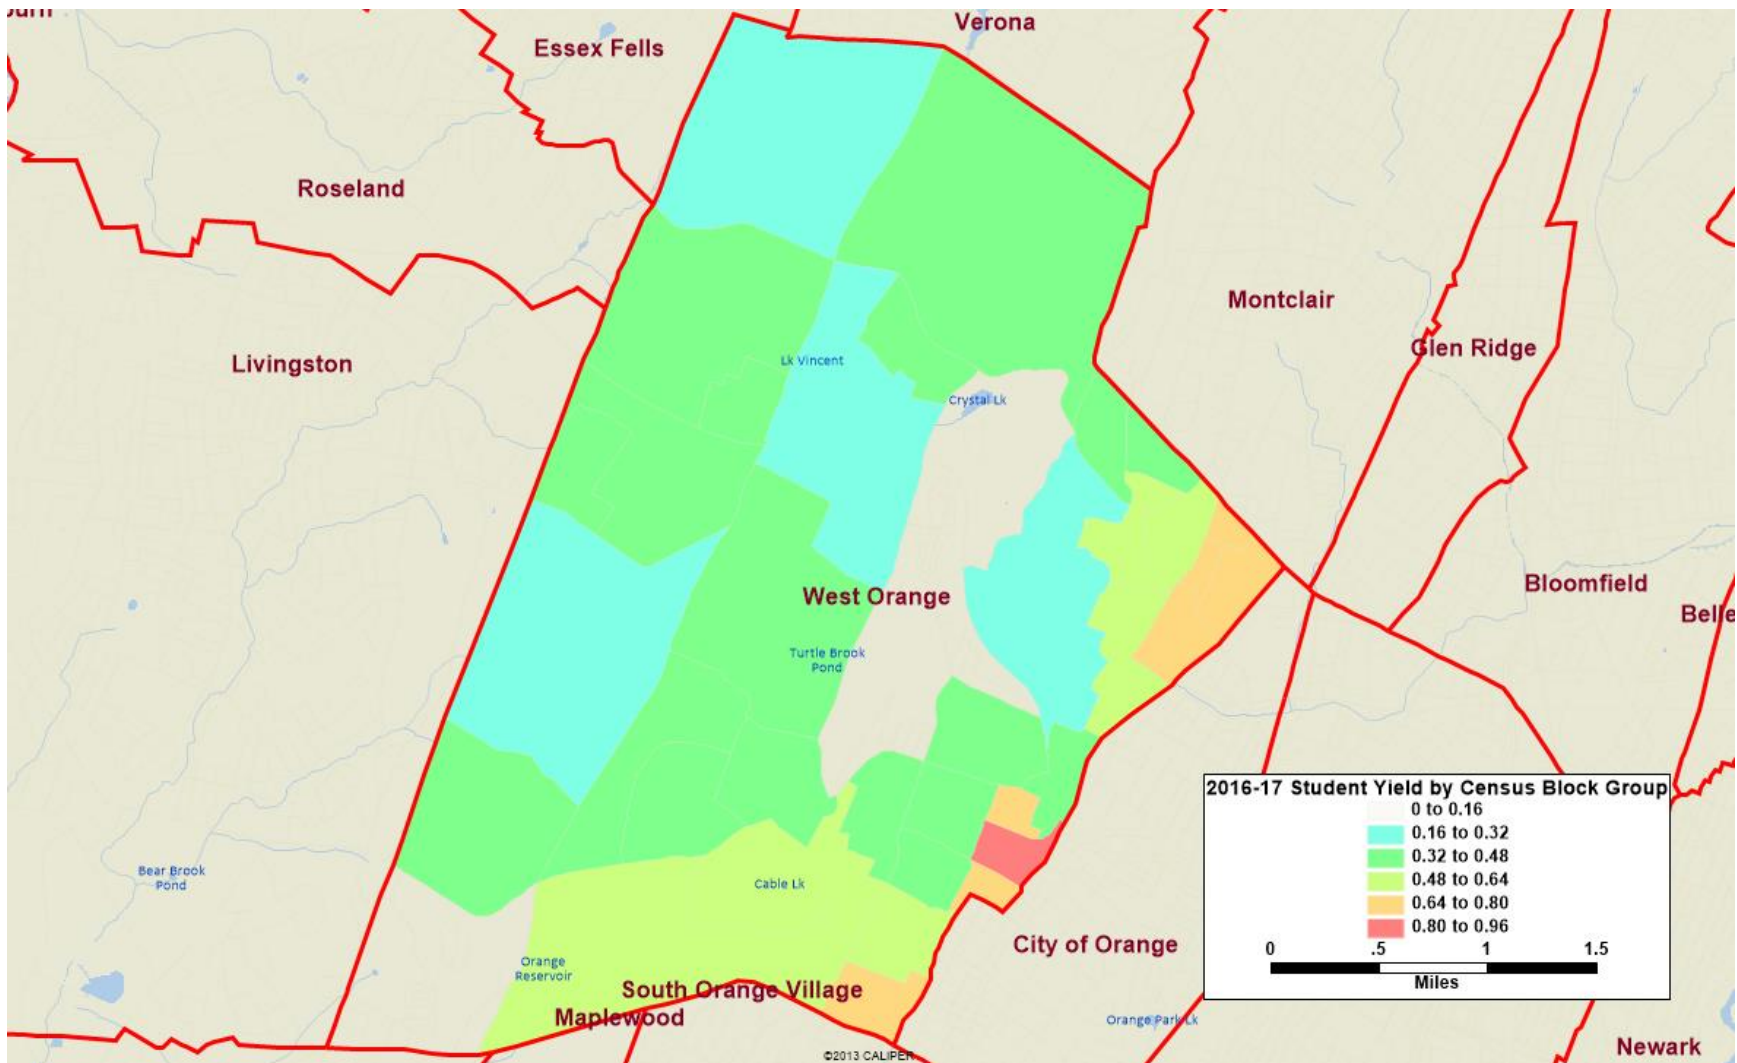 Verona
Essex Fells
Roseland
Montclair
Glen Ridge
Livingston
Lk Vincent
Crystal Lk
West Orange
Bloomfield
Belle
Turtle Brook
Pond
2016-17 Student Yield by Census Block Group
0 to 0.16
0.16 to 0.32
0.32 to 0.48
0.48 to 0.64
0.64 to 0.80
0.80 to 0.96
0 .5 1 1.5
Miles
Bear Brook
Pond
Cable Lk
City of Orange
Orange
Reservoir
South Orange Village
Maplewood
Orange Park Lk
Newark
©2013 CALIPER